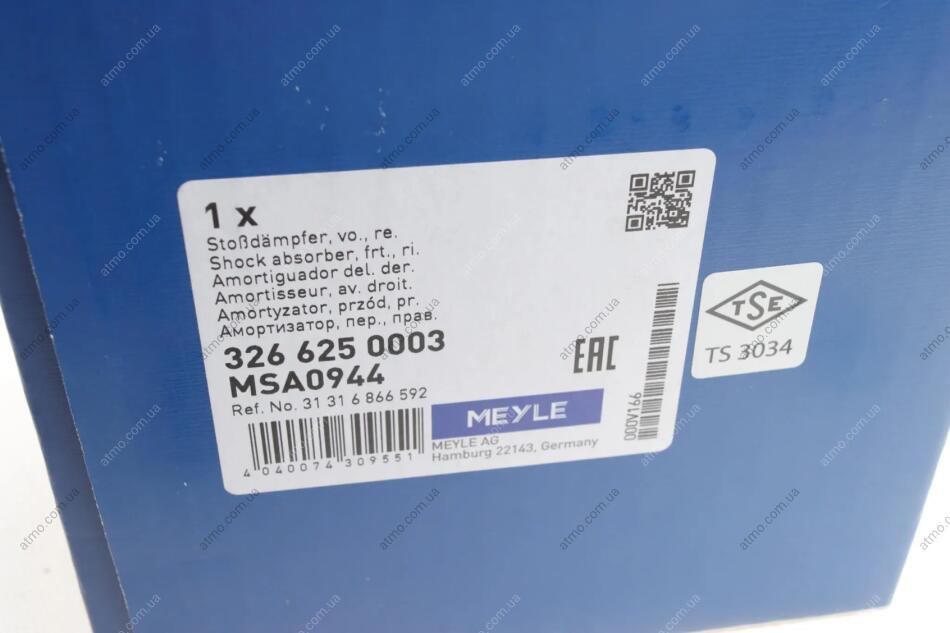 1 x
Stoßdämpfer, vo., re.
Shock absorber, frt., ri.
Amortiguador del. der.
Amortisseur, av. droit.
Amortyzator, przód, pr.
Амортизатор, пер., прав.
326 625 0003
MSA0944
Ref. No. 31 31 6 866 592
4 040074 309551
MEYLE
MEYLE AG
Hamburg 22143, Germany
EAC
000V166
TSE
TS 3034
atmo.com.ua